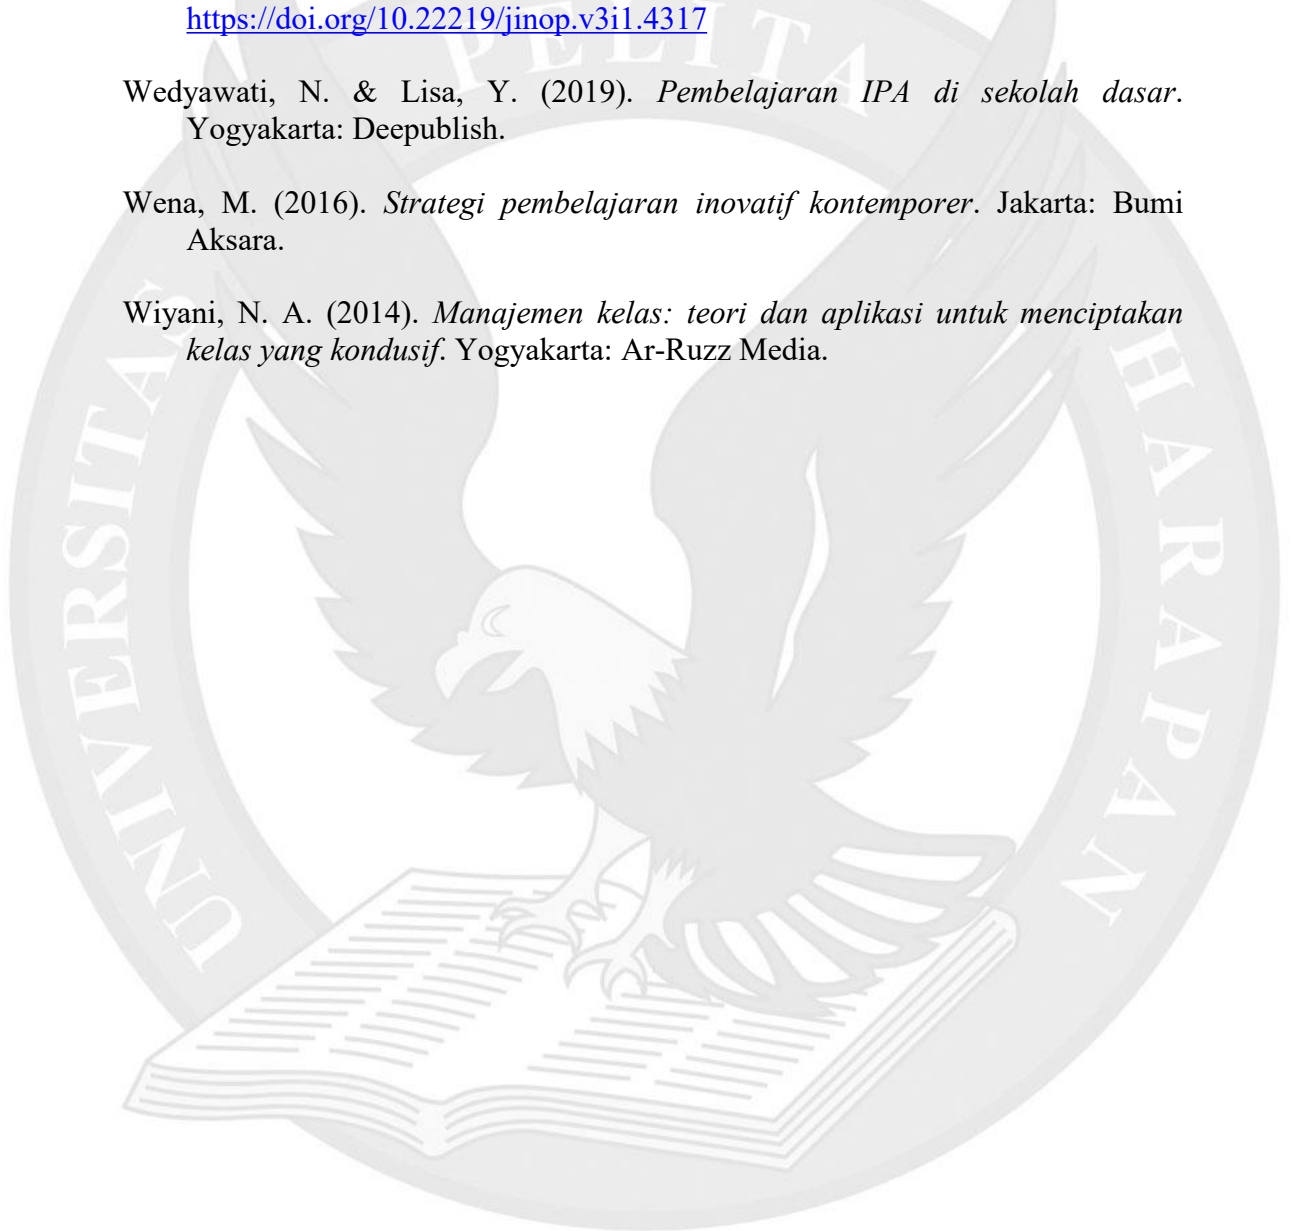 https://doi.org/10.22219/jinop.v3i1.4317
Wedyawati, N. & Lisa, Y. (2019). Pembelajaran IPA di sekolah dasar.
Yogyakarta: Deepublish.
Wena, M. (2016). Strategi pembelajaran inovatif kontemporer. Jakarta: Bumi
Aksara.
Wiyani, N. A. (2014). Manajemen kelas: teori dan aplikasi untuk menciptakan
kelas yang kondusif. Yogyakarta: Ar-Ruzz Media.
UNIVERSITAS PELITA HARAPAN